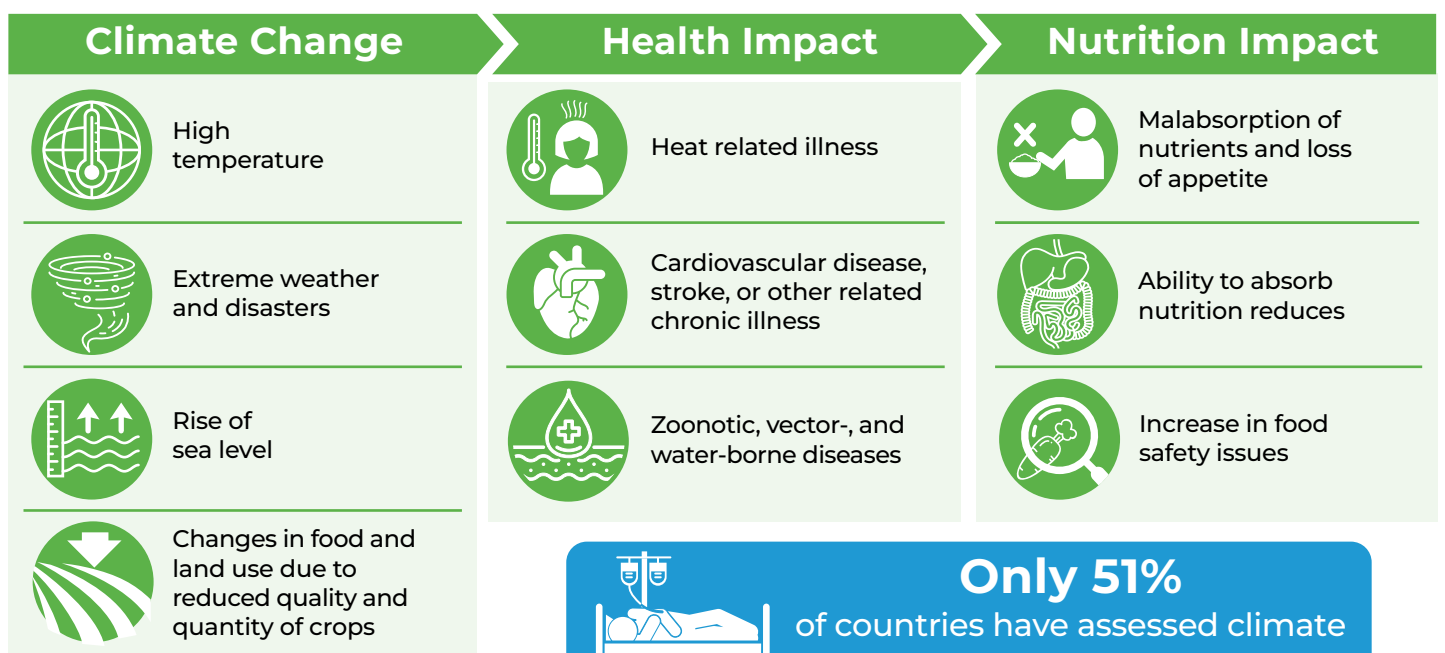 Climate Change
High
temperature
Extreme weather
and disasters
Rise of
sea level
Changes in food and
land use due to
reduced quality and
quantity of crops
Health Impact
Heat related illness
Cardiovascular disease,
stroke, or other related
chronic illness
Zoonotic, vector-, and
water-borne diseases
Nutrition Impact
Malabsorption of
nutrients and loss
of appetite
Ability to absorb
nutrition reduces
Increase in food
safety issues
Only 51%
of countries have assessed climate